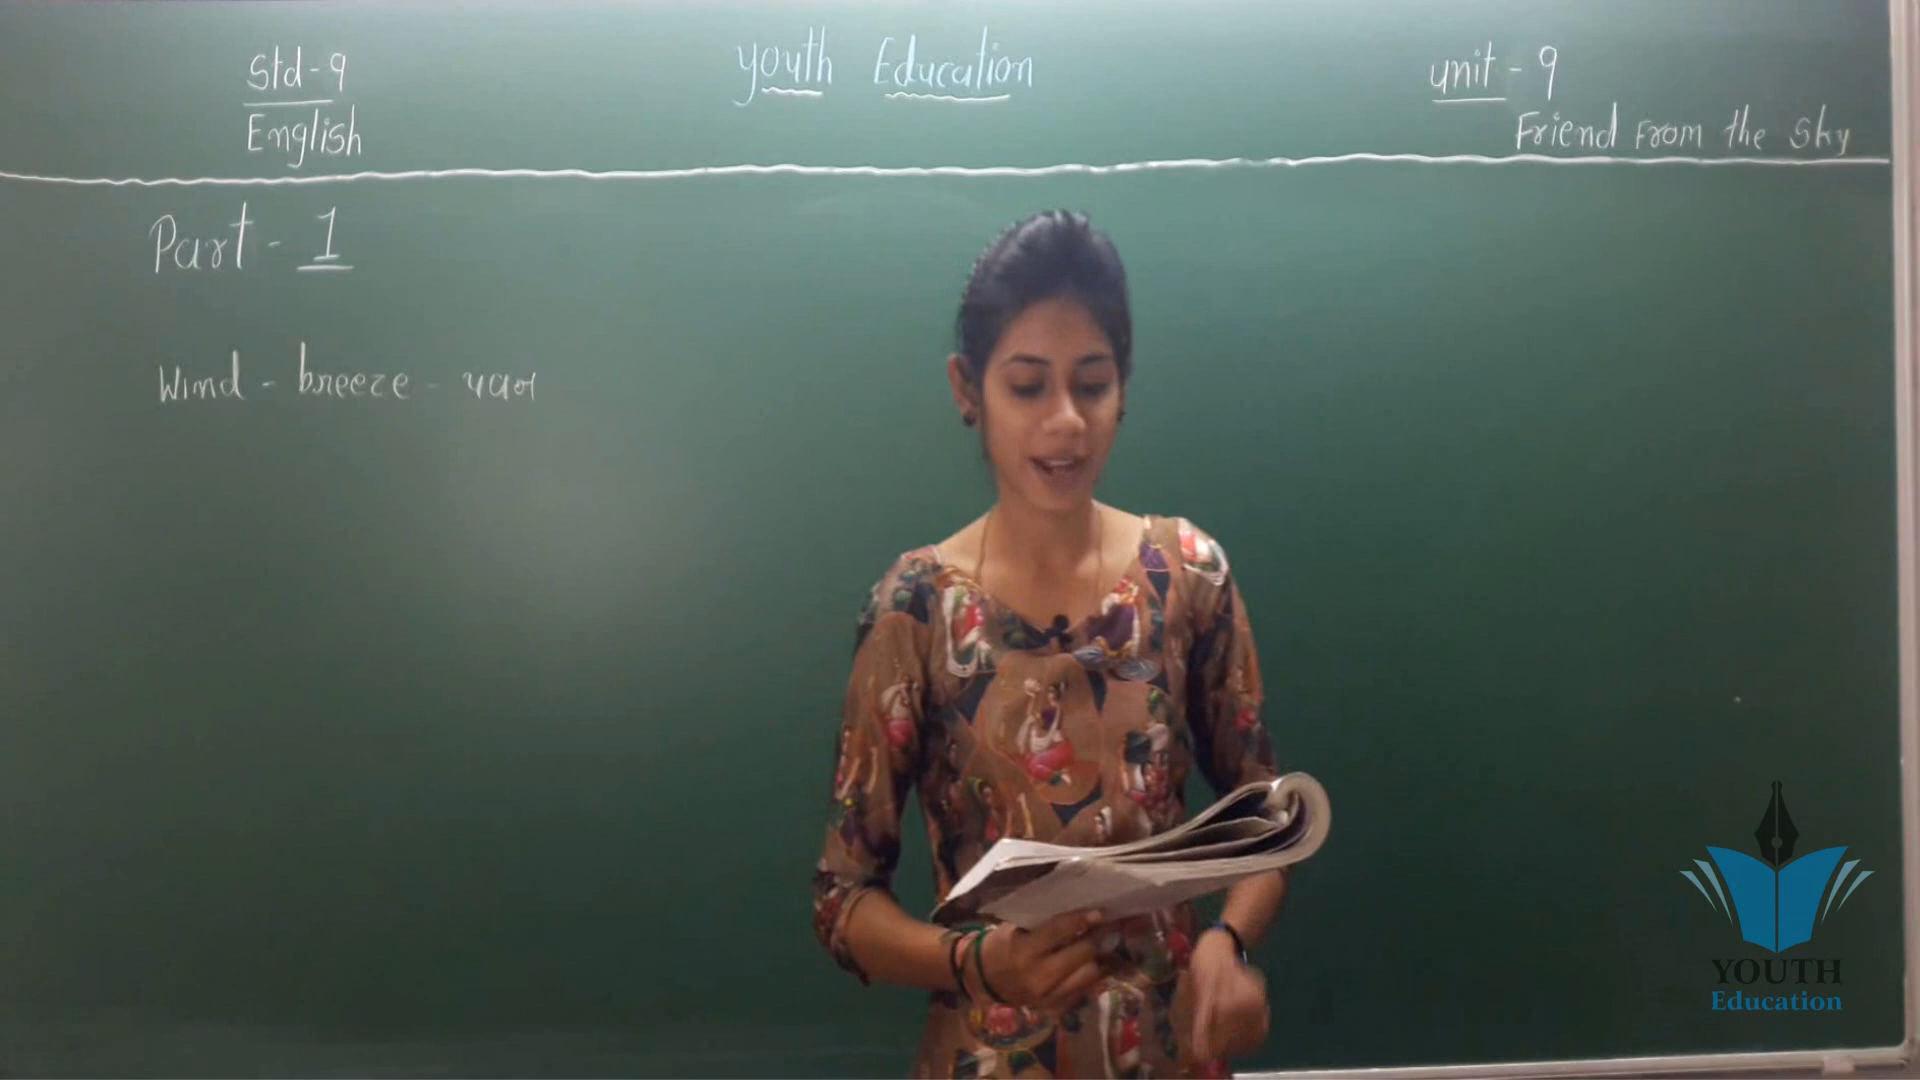 Std-9
English
Youth Education
Unit - 9
Friend From the Sky
Part - 1
Wind - breeze - પવન
YOUTH
Education